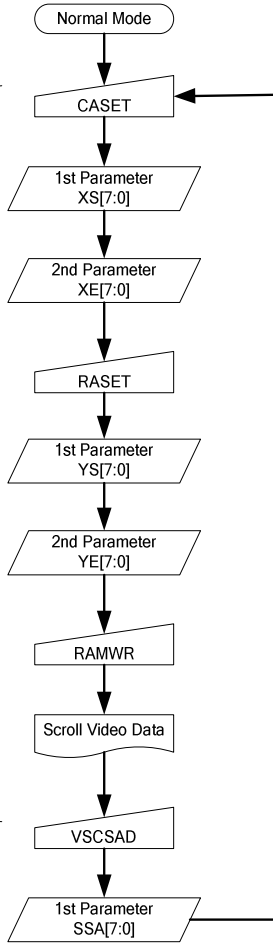 Normal Mode
CASET
1st Parameter
XS[7:0]
2nd Parameter
XE[7:0]
RASET
1st Parameter
YS[7:0]
2nd Parameter
YE[7:0]
RAMWR
Scroll Video Data
VSCSAD
1st Parameter
SSA[7:0]